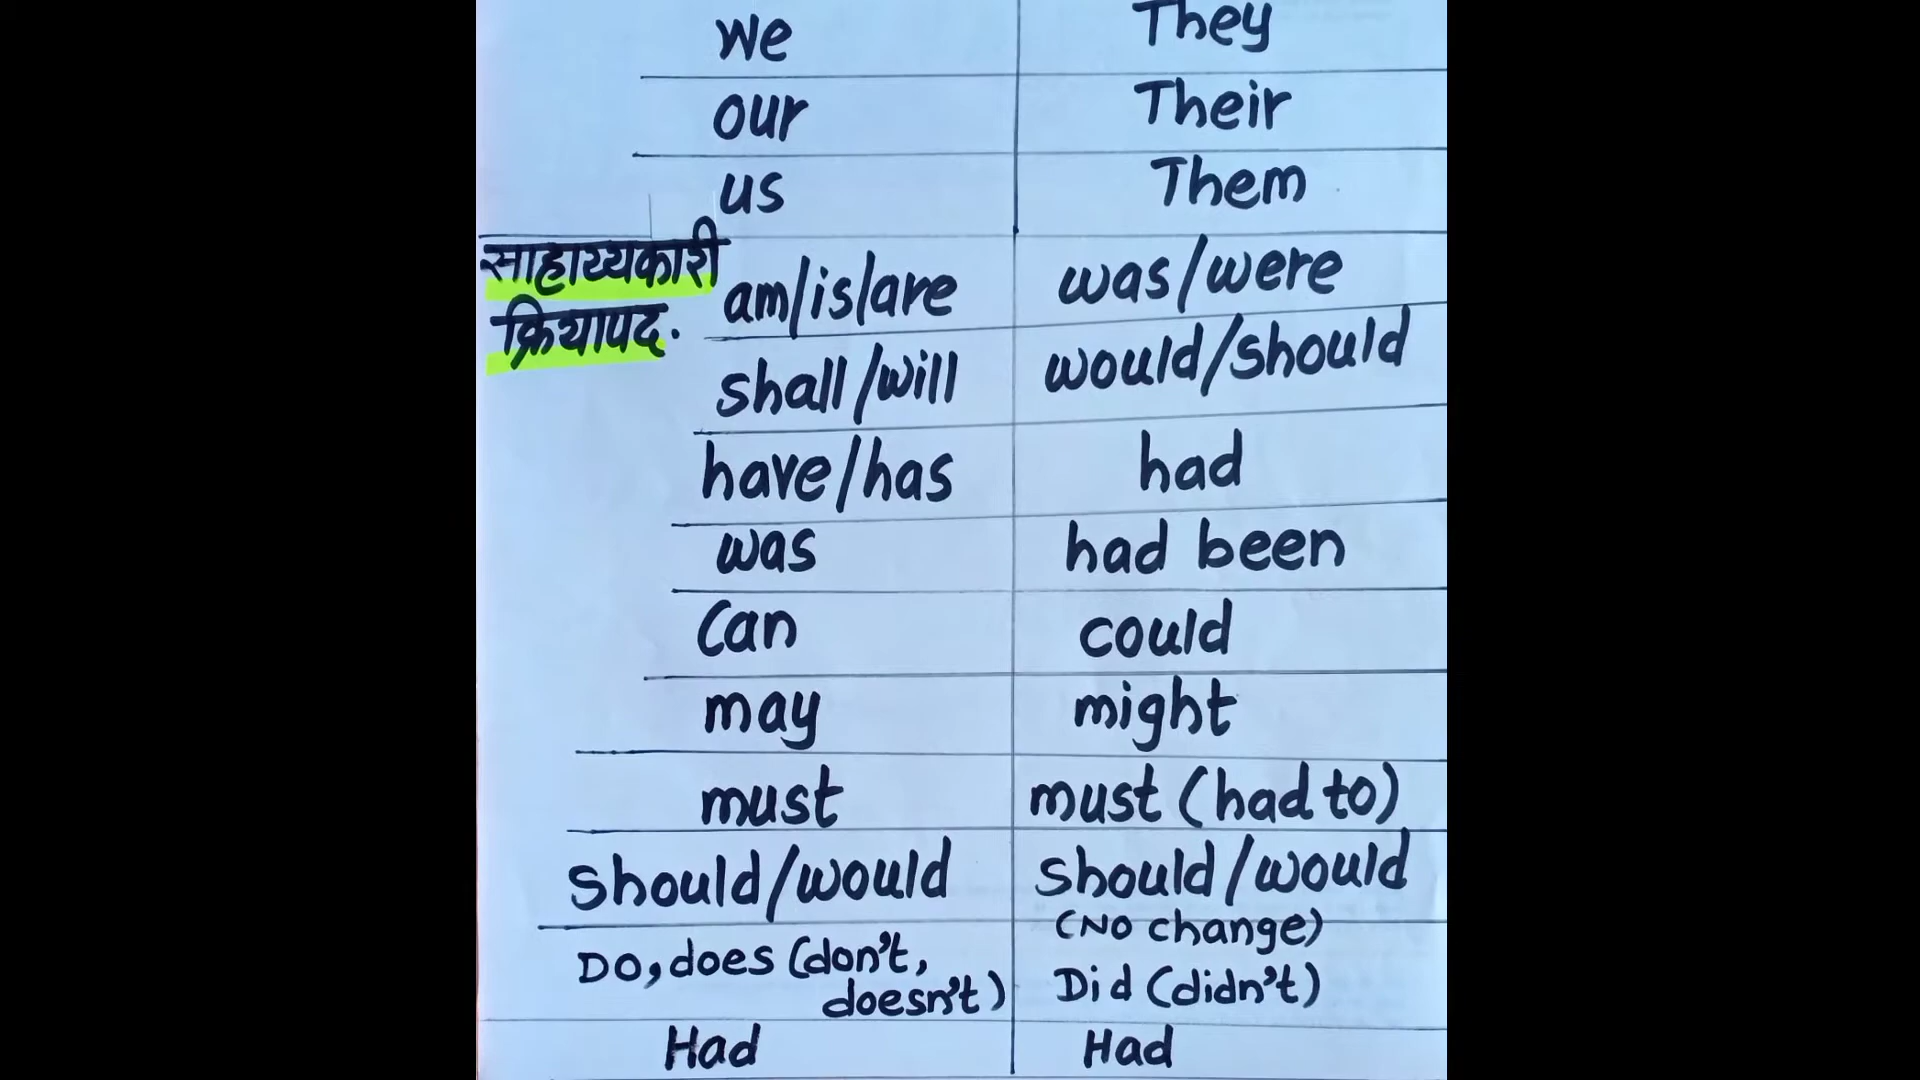 we They
our Their
us Them
साहाय्यकारी am/is/are was/were
क्रियापद. shall/will would/should
have/has had
was had been
Can could
may might
must must (had to)
should/would should/would
(No change)
Do, does (don't, Did (didn't)
doesn't)
Had Had